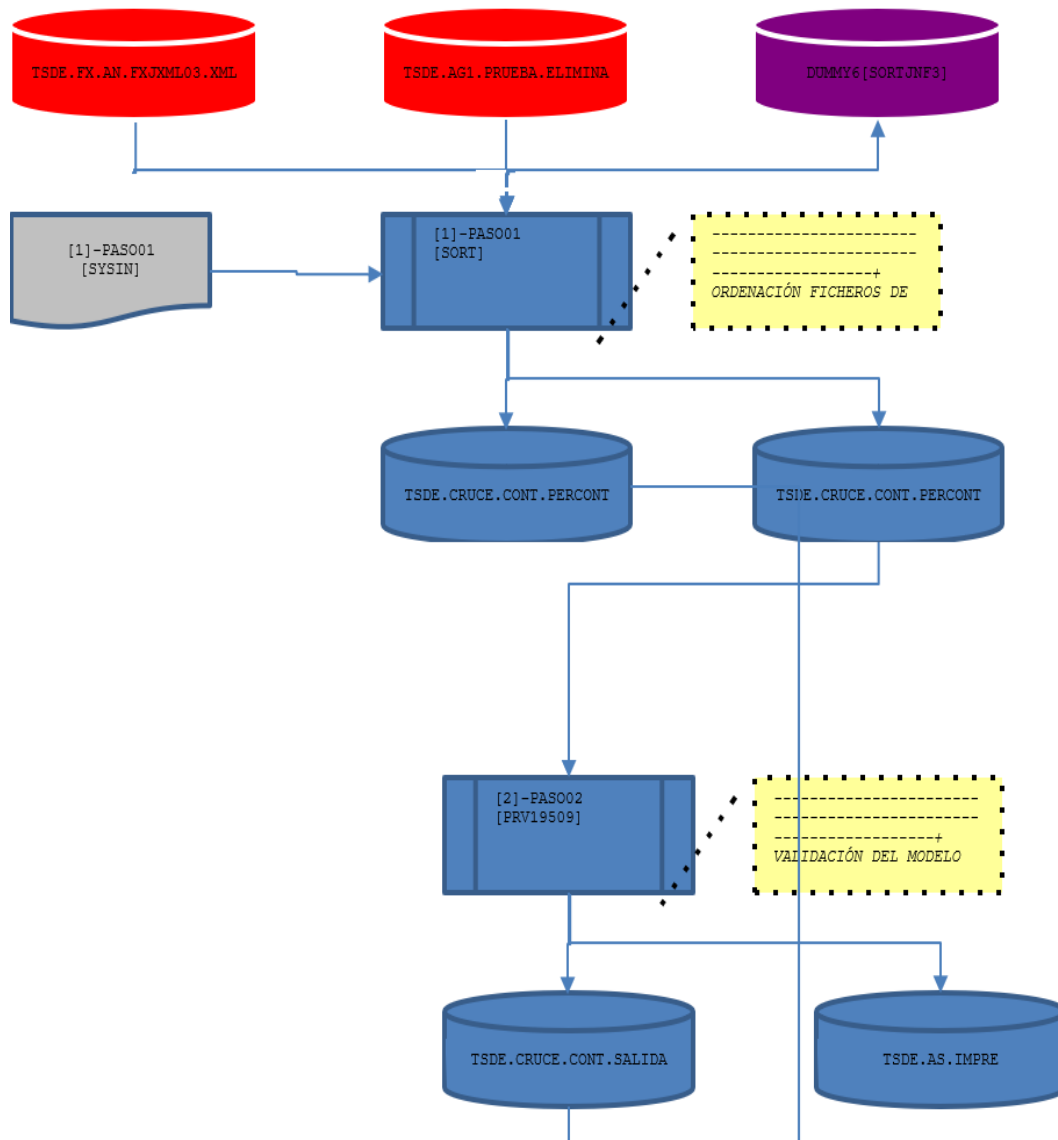 TSDE.FX.AN.FXJXML03.XML
TSDE.AG1.PRUEBA.ELIMINA
DUMMY6[SORTJNF3]
[1]-PASO01
[SYSIN]
[1]-PASO01
[SORT]
----------------------
----------------------
-----------------+
ORDENACIÓN FICHEROS DE
TSDE.CRUCE.CONT.PERCONT
TSDE.CRUCE.CONT.PERCONT
[2]-PASO02
[PRV19509]
----------------------
----------------------
-----------------+
VALIDACIÓN DEL MODELO
TSDE.CRUCE.CONT.SALIDA
TSDE.AS.IMPRE